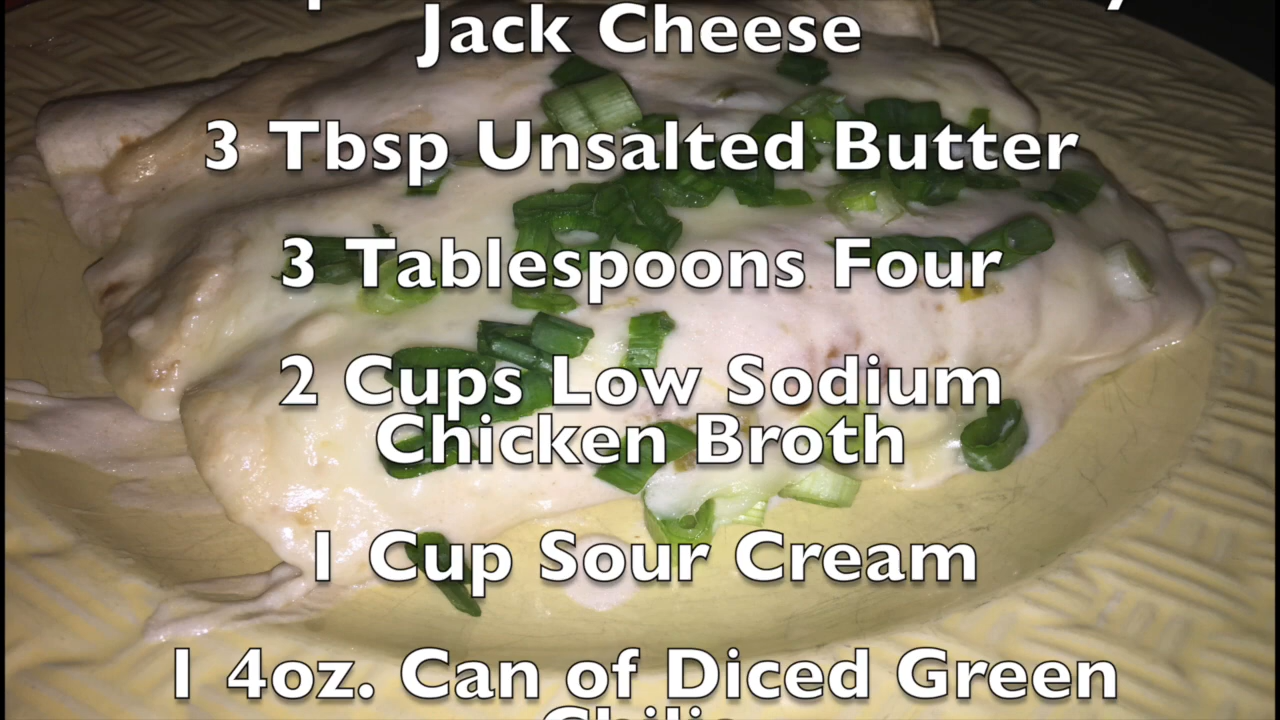 Jack Cheese
3 Tbsp Unsalted Butter
3 Tablespoons Four
2 Cups Low Sodium
Chicken Broth
1 Cup Sour Cream
1 4oz. Can of Diced Green